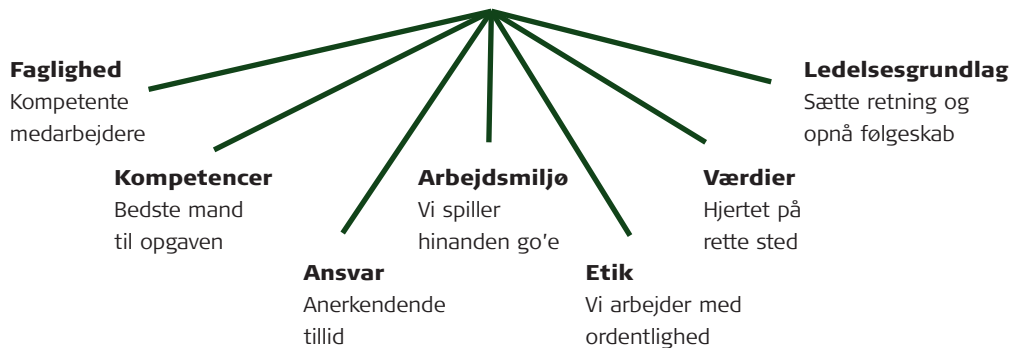 Faglighed
Kompetente
medarbejdere
Kompetencer
Bedste mand
til opgaven
Ansvar
Anerkendende
tillid
Arbejdsmiljø
Vi spiller
hinanden go'e
Etik
Vi arbejder med
ordentlighed
Værdier
Hjertet på
rette sted
Ledelsesgrundlag
Sætte retning og
opnå følgeskab